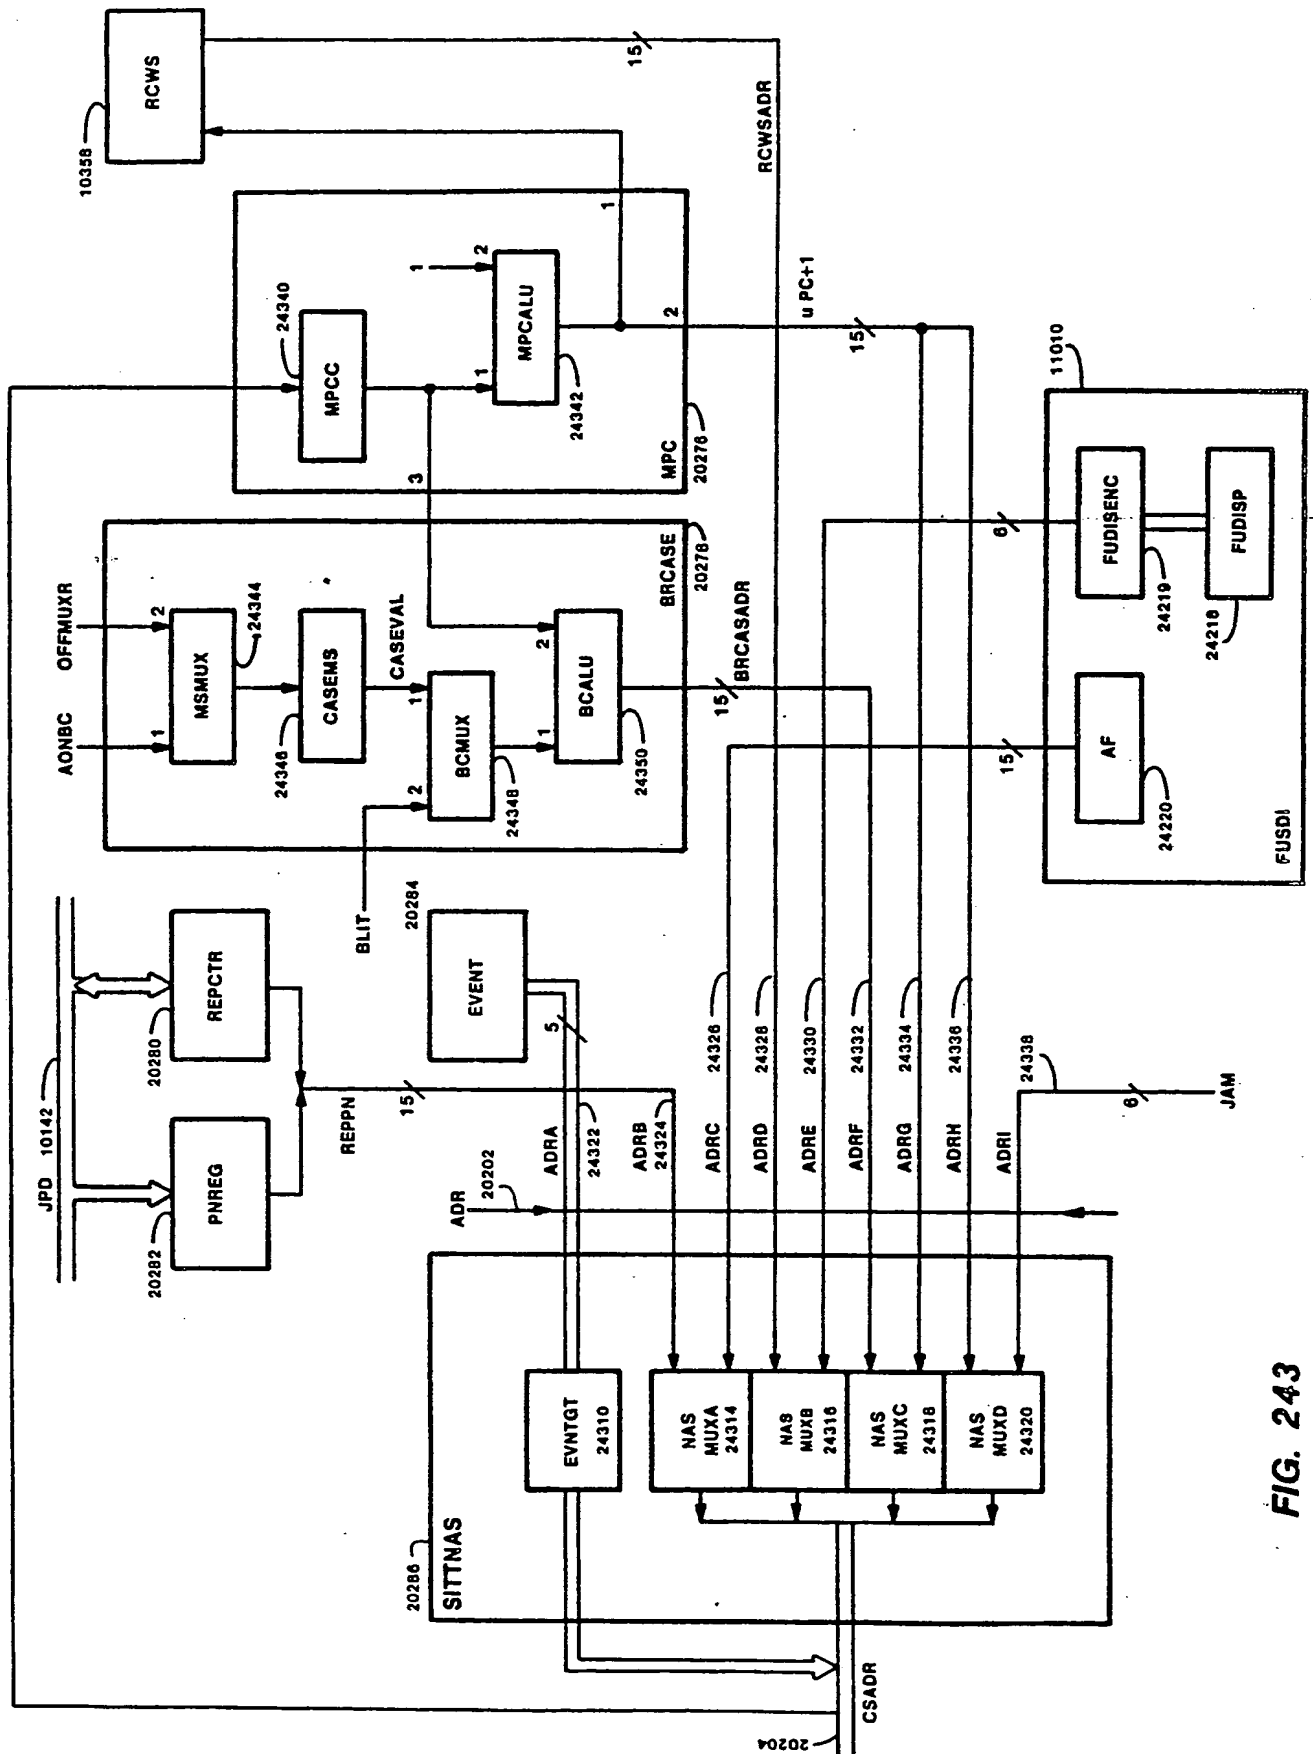 JPD 10142
20282
PNREG
20280
REPCTR
REPPN
15
AONBC
OFFMUXR
1
2
MSMUX
24344
24346
CASEMS
CASEVAL
BLIT
2
1
BCMUX
24348
1
2
BCALU
24350
BRCASE
20278
3
MPCC
24340
1
1
2
MPCALU
24342
MPC
20276
1
2
10358
RCWS
15
RCWSADR
u PC+1
15
20284
EVENT
5
ADRA
24322
ADRB
24324
ADR
20202
ADRC
ADRD
ADRE
ADRF
ADRG
ADRH
ADRI
24326
24328
24330
24332
24334
24336
24338
6
JAM
BRCASADR
15
15
6
11010
AF
24220
FUDISENC
24219
FUDISP
24218
FUSDI
20286
SITTNAS
EVNTGT
24310
NAS
MUXA
24314
NAS
MUXB
24316
NAS
MUXC
24318
NAS
MUXD
24320
20204
CSADR
FIG. 243